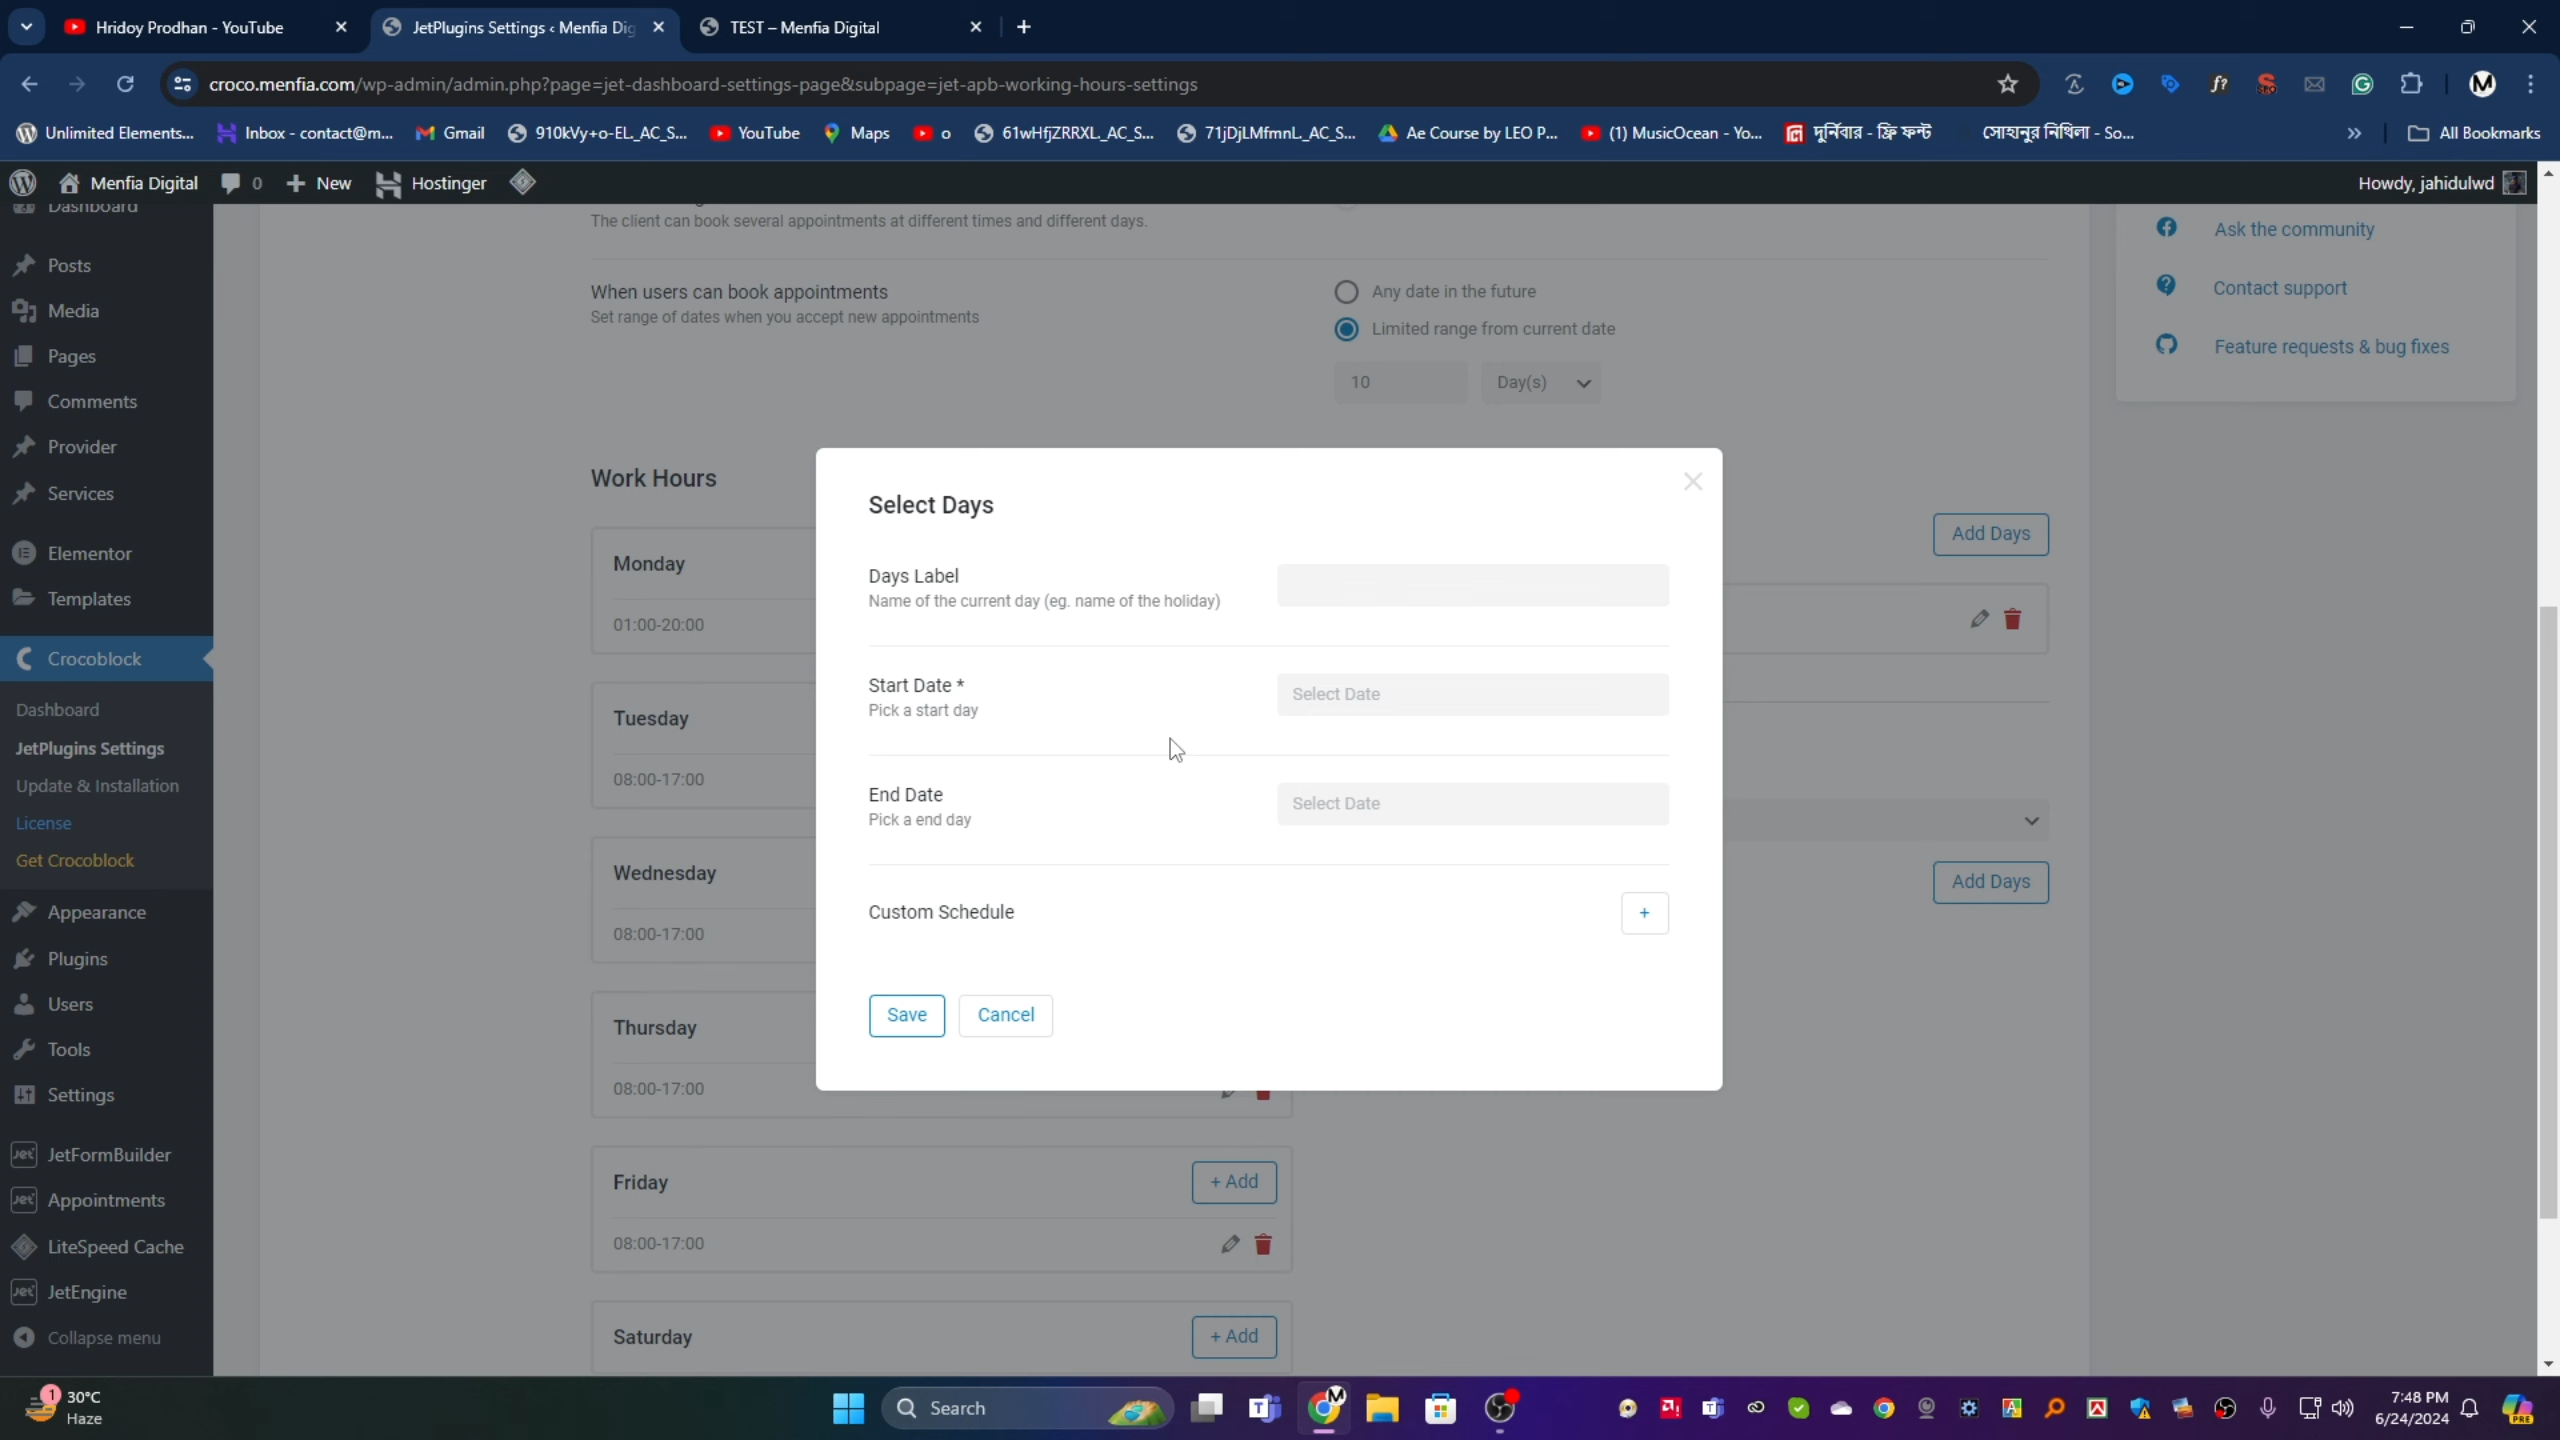 Hridoy Prodhan - YouTube
JetPlugins Settings ‹ Menfia Dig
TEST – Menfia Digital
croco.menfia.com/wp-admin/admin.php?page=jet-dashboard-settings-page&subpage=jet-apb-working-hours-settings
Unlimited Elements...
Inbox - contact@m...
Gmail
910kVy+o-EL._AC_S...
YouTube
Maps
o
61wHfjZRRXL._AC_S...
71jDjLMfmnL._AC_S...
Ae Course by LEO P...
(1) MusicOcean - Yo...
দুর্নিবার - ফ্রি ফন্ট
সোহানুর নিথিলা - So...
All Bookmarks
Menfia Digital
0
New
Hostinger
Howdy, jahidulwd
Dashboard
Posts
Media
Pages
Comments
Provider
Services
Elementor
Templates
Crocoblock
Dashboard
JetPlugins Settings
Update & Installation
License
Get Crocoblock
Appearance
Plugins
Users
Tools
Settings
JetFormBuilder
Appointments
LiteSpeed Cache
JetEngine
Collapse menu
The client can book several appointments at different times and different days.
When users can book appointments
Set range of dates when you accept new appointments
Any date in the future
Limited range from current date
10
Day(s)
Ask the community
Contact support
Feature requests & bug fixes
Work Hours
Monday
01:00-20:00
Tuesday
08:00-17:00
Wednesday
08:00-17:00
Thursday
08:00-17:00
Friday
+ Add
08:00-17:00
Saturday
+ Add
Add Days
Add Days
Select Days
Days Label
Name of the current day (eg. name of the holiday)
Start Date *
Pick a start day
Select Date
End Date
Pick a end day
Select Date
Custom Schedule
+
Save
Cancel
1
30°C
Haze
Search
7:48 PM
6/24/2024